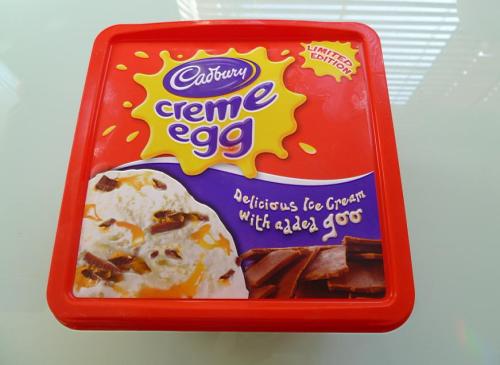 Cadbury
creme
egg
LIMITED
EDITION
Delicious Ice Cream
with added goo